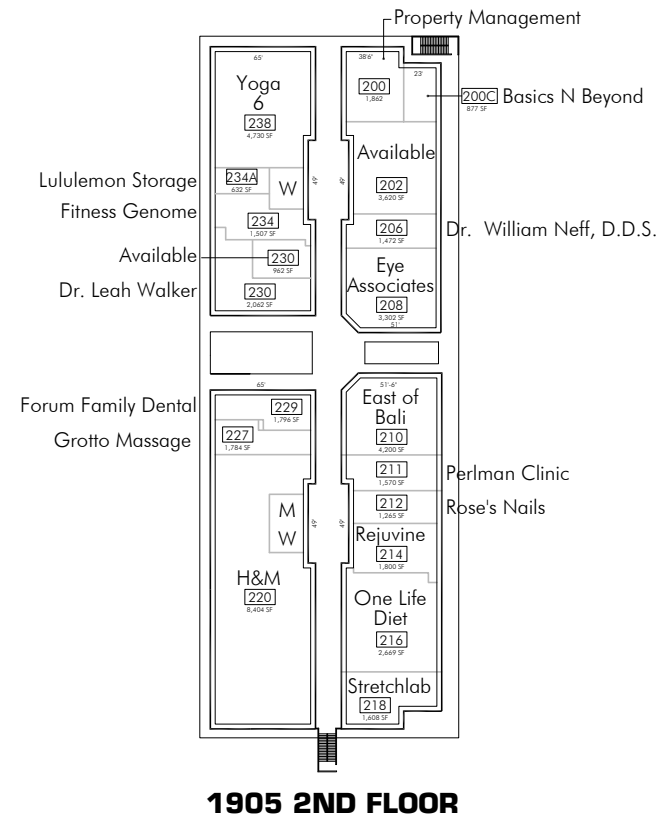 Property Management
65'
38'6"
23'
Yoga
6
238
4,730 SF
200
1,862
200C
877 SF
Basics N Beyond
Available
202
3,620 SF
49'
49'
Lululemon Storage
234A
632 SF
W
Fitness Genome
234
1,507 SF
206
1,472 SF
Dr. William Neff, D.D.S.
Available
230
962 SF
Dr. Leah Walker
230
2,062 SF
Eye
Associates
208
3,302 SF
51'
65'
51'-6"
Forum Family Dental
229
1,796 SF
Grotto Massage
227
1,784 SF
East of
Bali
210
4,200 SF
211
1,570 SF
Perlman Clinic
212
1,265 SF
Rose's Nails
M
W
49'
49'
Rejuvine
214
1,800 SF
H&M
220
8,404 SF
One Life
Diet
216
2,669 SF
Stretchlab
218
1,608 SF
1905 2ND FLOOR